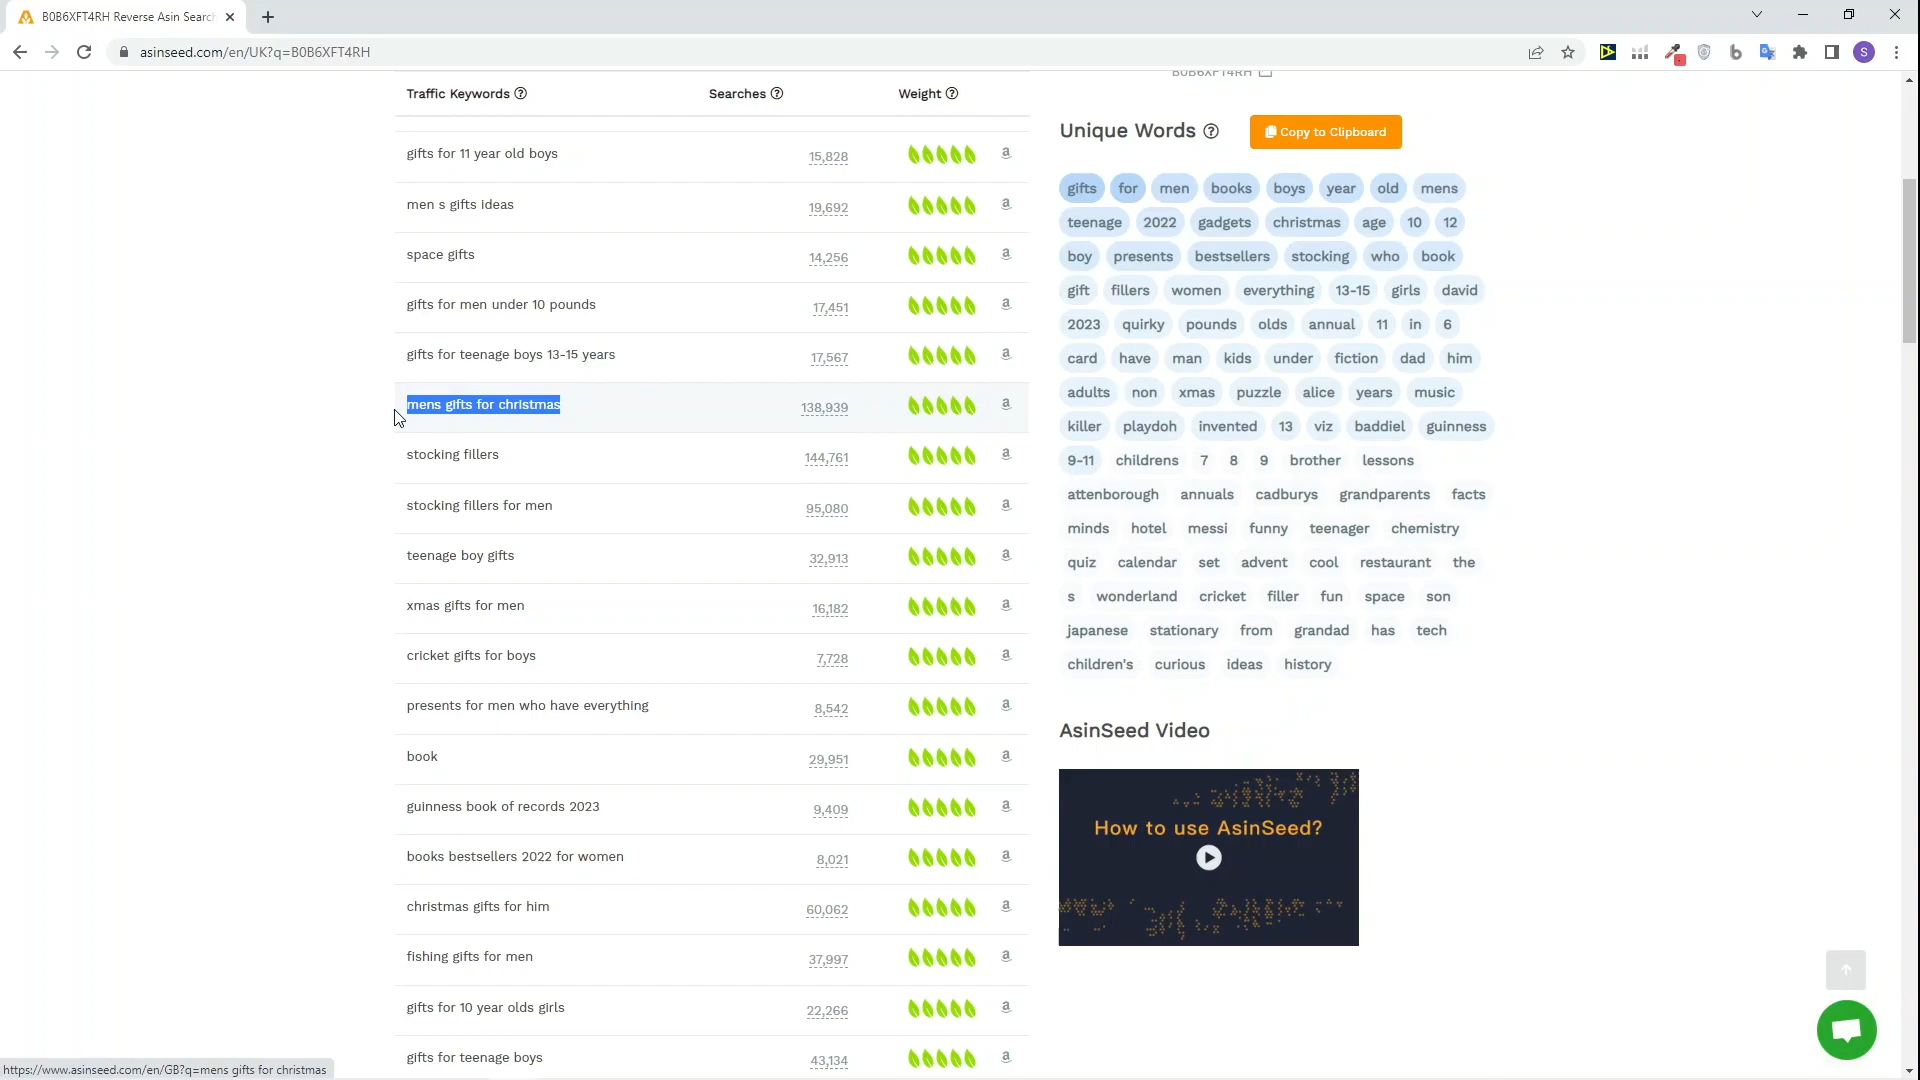 B0B6XFT4RH Reverse Asin Search
asinseed.com/en/UK?q=B0B6XFT4RH
S
B0B6XFT4RH
Traffic Keywords Searches Weight
gifts for 11 year old boys 15,828
men s gifts ideas 19,692
space gifts 14,256
gifts for men under 10 pounds 17,451
gifts for teenage boys 13-15 years 17,567
mens gifts for christmas 138,939
stocking fillers 144,761
stocking fillers for men 95,080
teenage boy gifts 32,913
xmas gifts for men 16,182
cricket gifts for boys 7,728
presents for men who have everything 8,542
book 29,951
guinness book of records 2023 9,409
books bestsellers 2022 for women 8,021
christmas gifts for him 60,062
fishing gifts for men 37,997
gifts for 10 year olds girls 22,266
gifts for teenage boys 43,134
Unique Words Copy to Clipboard
gifts for men books boys year old mens
teenage 2022 gadgets christmas age 10 12
boy presents bestsellers stocking who book
gift fillers women everything 13-15 girls david
2023 quirky pounds olds annual 11 in 6
card have man kids under fiction dad him
adults non xmas puzzle alice years music
killer playdoh invented 13 viz baddiel guinness
9-11 childrens 7 8 9 brother lessons
attenborough annuals cadburys grandparents facts
minds hotel messi funny teenager chemistry
quiz calendar set advent cool restaurant the
s wonderland cricket filler fun space son
japanese stationary from grandad has tech
children's curious ideas history
AsinSeed Video
How to use AsinSeed?
https://www.asinseed.com/en/GB?q=mens gifts for christmas